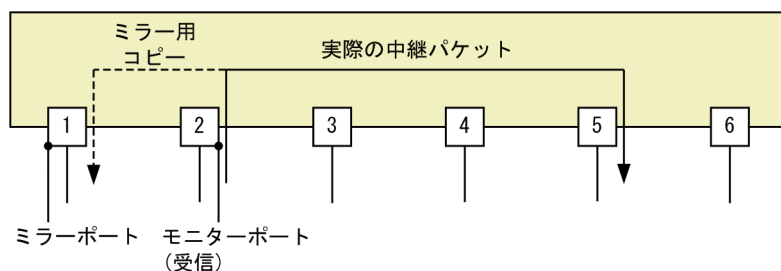 ミラー用
コピー
実際の中継パケット
1
2
3
4
5
6
ミラーポート
モニターポート
(受信)